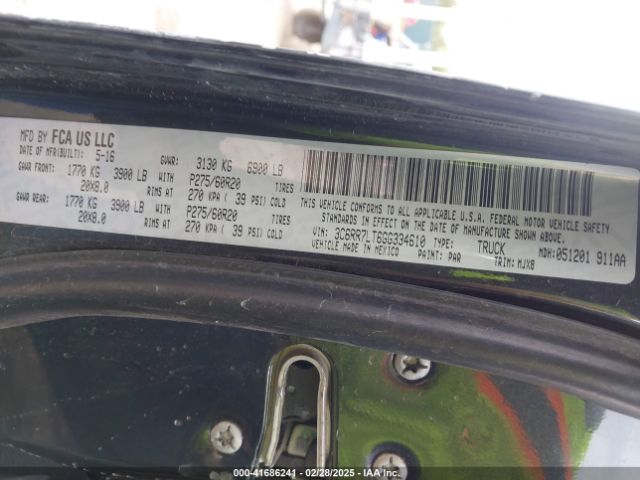 MFD BY FCA US LLC
DATE OF MFR(BUILT): 5-16 GVWR: 3130 KG 6900 LB
GAWR FRONT: 1770 KG 3900 LB WITH P275/60R20 TIRES
20X8.0 RIMS AT 270 KPA ( 39 PSI) COLD
GAWR REAR: 1770 KG 3900 LB WITH P275/60R20 TIRES
20X8.0 RIMS AT 270 KPA ( 39 PSI) COLD
THIS VEHICLE CONFORMS TO ALL APPLICABLE U.S.A. FEDERAL MOTOR VEHICLE SAFETY
STANDARDS IN EFFECT ON THE DATE OF MANUFACTURE SHOWN ABOVE.
VIN: 3C6RR7LT6GG334610 TYPE: TRUCK
VEHICLE MADE IN MEXICO PAINT: PAR TRIM: MJX8 MDH: 051201 911AA
00-41686241 - 02/28/2025 - IAAI.COM